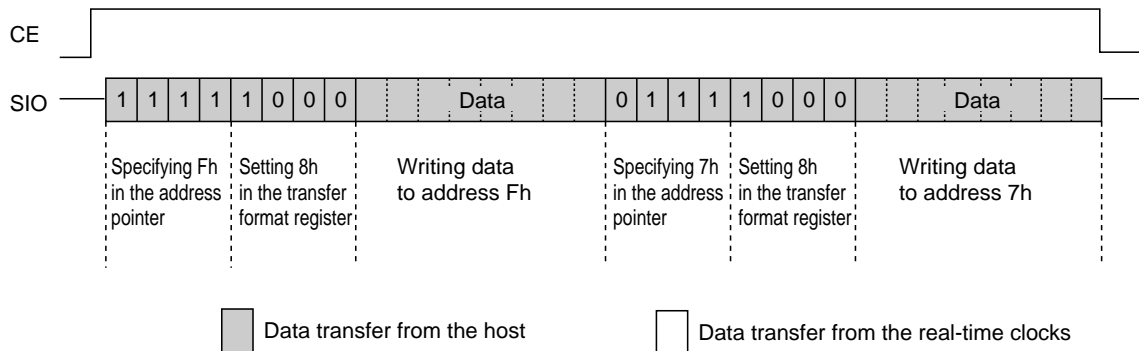 CE
SIO
1 1 1 1 1 0 0 0 Data 0 1 1 1 1 0 0 0 Data
Specifying Fh
in the address
pointer
Setting 8h
in the transfer
format register
Writing data
to address Fh
Specifying 7h
in the address
pointer
Setting 8h
in the transfer
format register
Writing data
to address 7h
Data transfer from the host
Data transfer from the real-time clocks